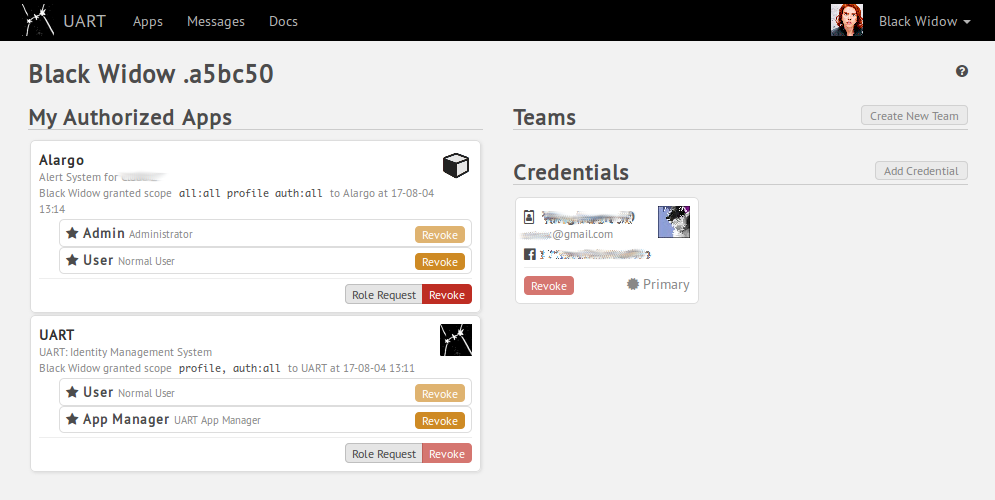 UART Apps Messages Docs Black Widow
Black Widow .a5bc50
My Authorized Apps
Alargo
Alert System for
Black Widow granted scope all:all profile auth:all to Alargo at 17-08-04
13:14
Admin Administrator Revoke
User Normal User Revoke
Role Request Revoke
UART
UART: Identity Management System
Black Widow granted scope profile, auth:all to UART at 17-08-04 13:11
User Normal User Revoke
App Manager UART App Manager Revoke
Role Request Revoke
Teams Create New Team
Credentials Add Credential
@gmail.com
Revoke Primary